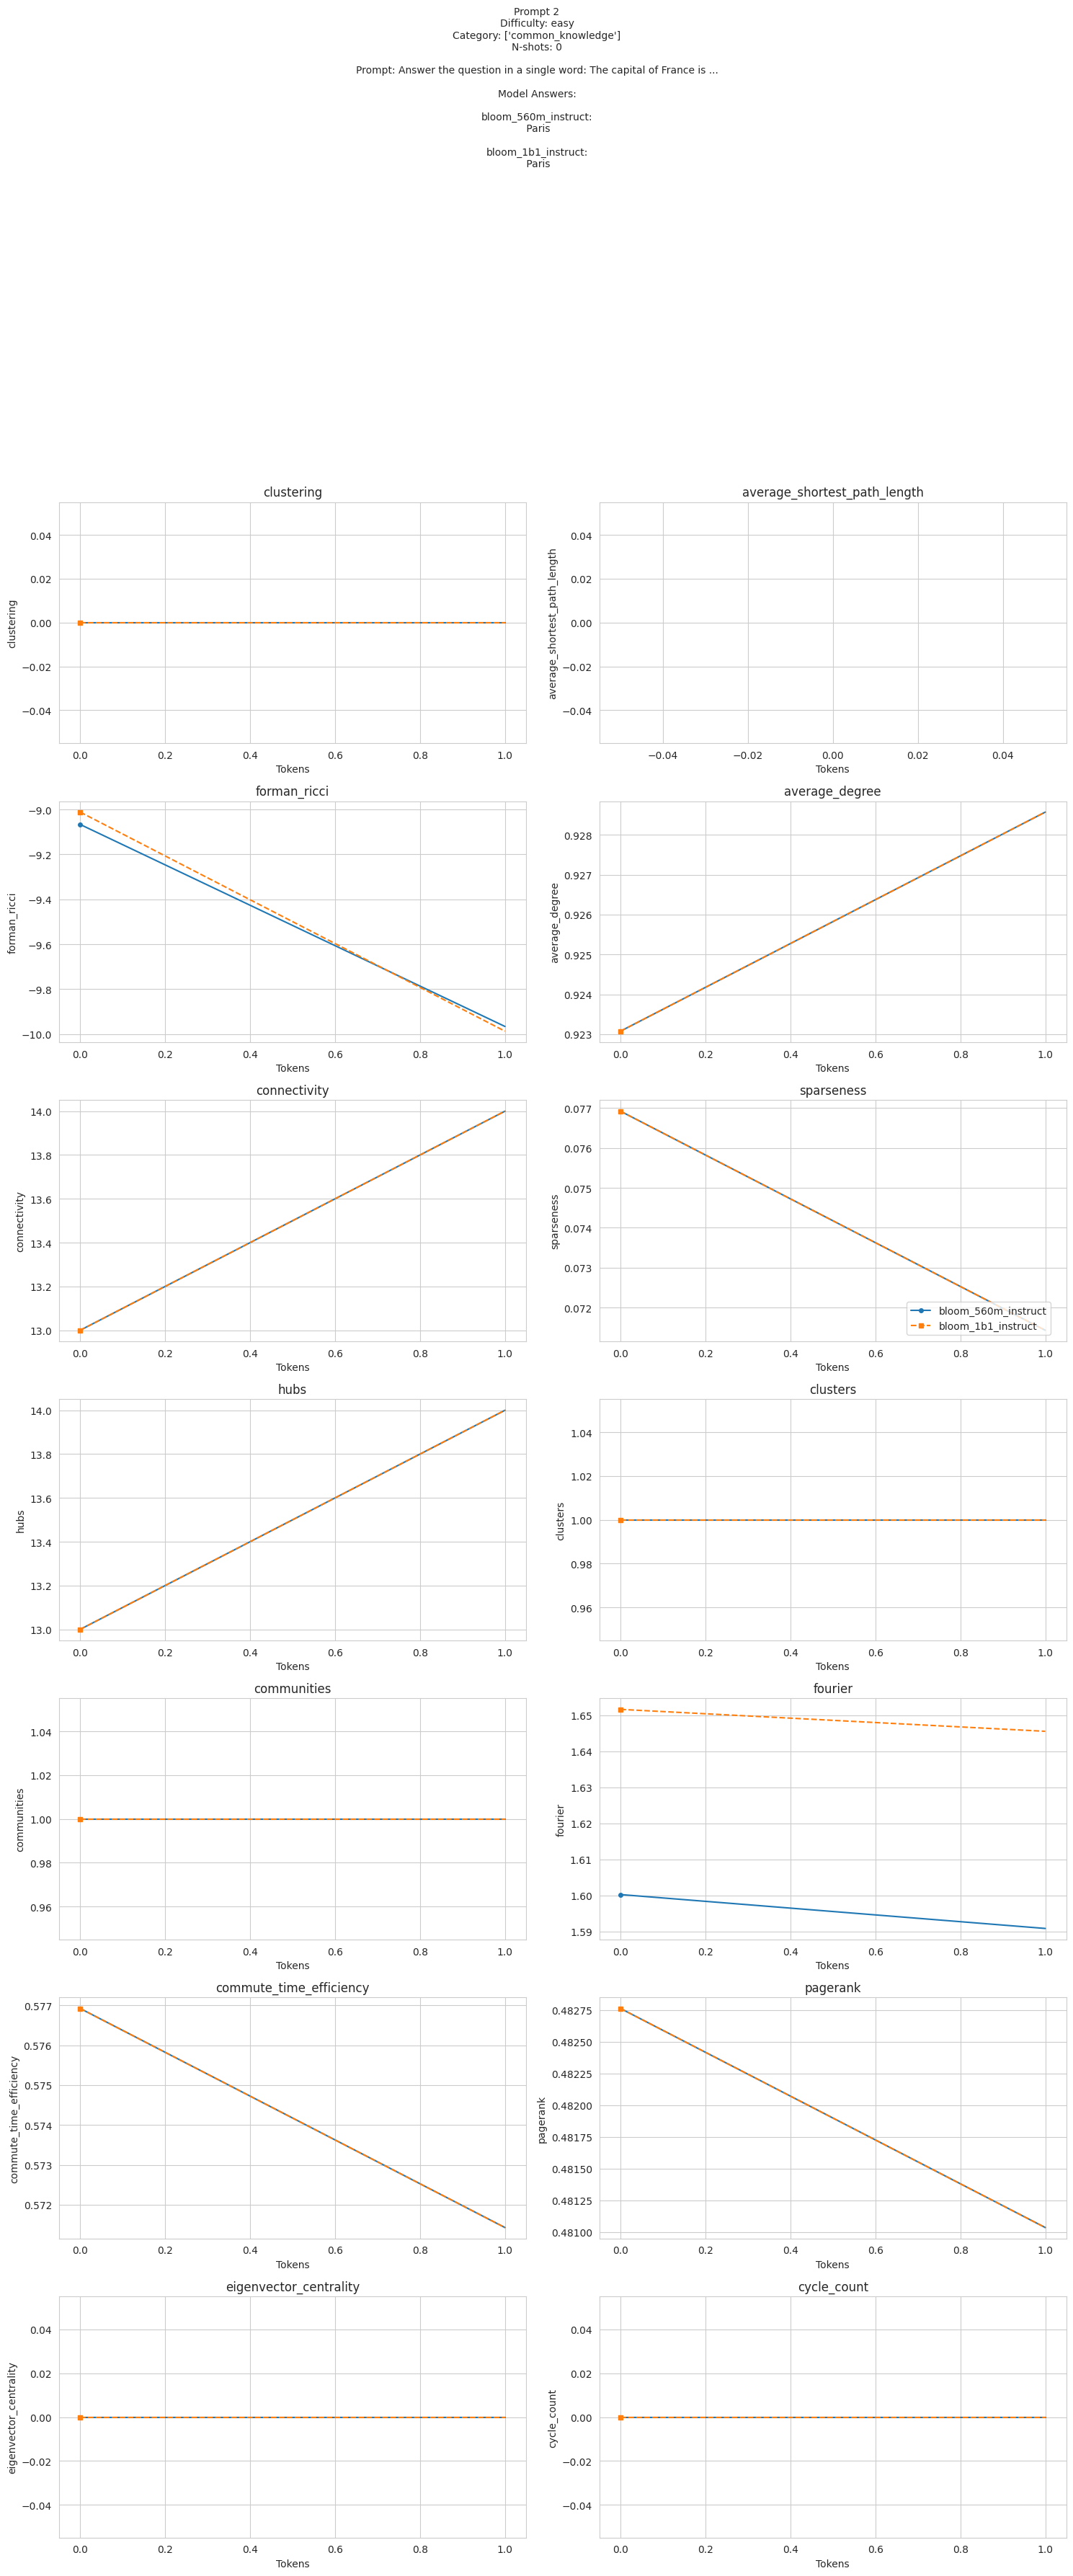 Prompt 2
Difficulty: easy
Category: ['common_knowledge']
N-shots: 0
Prompt: Answer the question in a single word: The capital of France is ...
Model Answers:
bloom_560m_instruct:
Paris
bloom_1b1_instruct:
Paris
clustering
clustering
0.04
0.02
0.00
−0.02
−0.04
0.0 0.2 0.4 0.6 0.8 1.0
Tokens
average_shortest_path_length
average_shortest_path_length
0.04
0.02
0.00
−0.02
−0.04
−0.04 −0.02 0.00 0.02 0.04
Tokens
forman_ricci
forman_ricci
−9.0
−9.2
−9.4
−9.6
−9.8
−10.0
0.0 0.2 0.4 0.6 0.8 1.0
Tokens
average_degree
average_degree
0.928
0.927
0.926
0.925
0.924
0.923
0.0 0.2 0.4 0.6 0.8 1.0
Tokens
connectivity
connectivity
14.0
13.8
13.6
13.4
13.2
13.0
0.0 0.2 0.4 0.6 0.8 1.0
Tokens
sparseness
sparseness
0.077
0.076
0.075
0.074
0.073
0.072
bloom_560m_instruct
bloom_1b1_instruct
0.0 0.2 0.4 0.6 0.8 1.0
Tokens
hubs
hubs
14.0
13.8
13.6
13.4
13.2
13.0
0.0 0.2 0.4 0.6 0.8 1.0
Tokens
clusters
clusters
1.04
1.02
1.00
0.98
0.96
0.0 0.2 0.4 0.6 0.8 1.0
Tokens
communities
communities
1.04
1.02
1.00
0.98
0.96
0.0 0.2 0.4 0.6 0.8 1.0
Tokens
fourier
fourier
1.65
1.64
1.63
1.62
1.61
1.60
1.59
0.0 0.2 0.4 0.6 0.8 1.0
Tokens
commute_time_efficiency
commute_time_efficiency
0.577
0.576
0.575
0.574
0.573
0.572
0.0 0.2 0.4 0.6 0.8 1.0
Tokens
pagerank
pagerank
0.48275
0.48250
0.48225
0.48200
0.48175
0.48150
0.48125
0.48100
0.0 0.2 0.4 0.6 0.8 1.0
Tokens
eigenvector_centrality
eigenvector_centrality
0.04
0.02
0.00
−0.02
−0.04
0.0 0.2 0.4 0.6 0.8 1.0
Tokens
cycle_count
cycle_count
0.04
0.02
0.00
−0.02
−0.04
0.0 0.2 0.4 0.6 0.8 1.0
Tokens